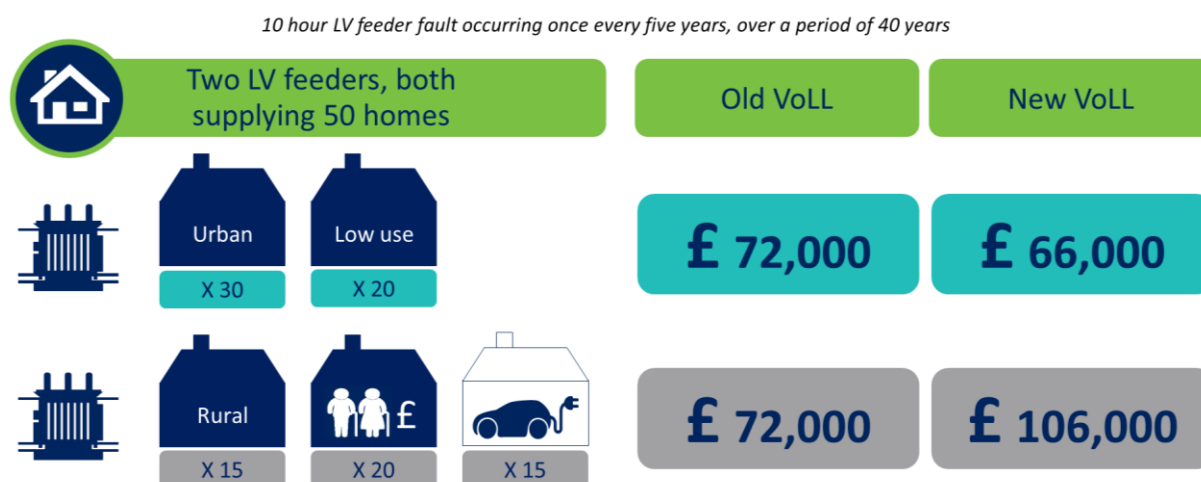 10 hour LV feeder fault occurring once every five years, over a period of 40 years
Two LV feeders, both
supplying 50 homes
Old VoLL
New VoLL
Urban
Low use
X 30
X 20
£ 72,000
£ 66,000
Rural
£
X 15
X 20
X 15
£ 72,000
£ 106,000